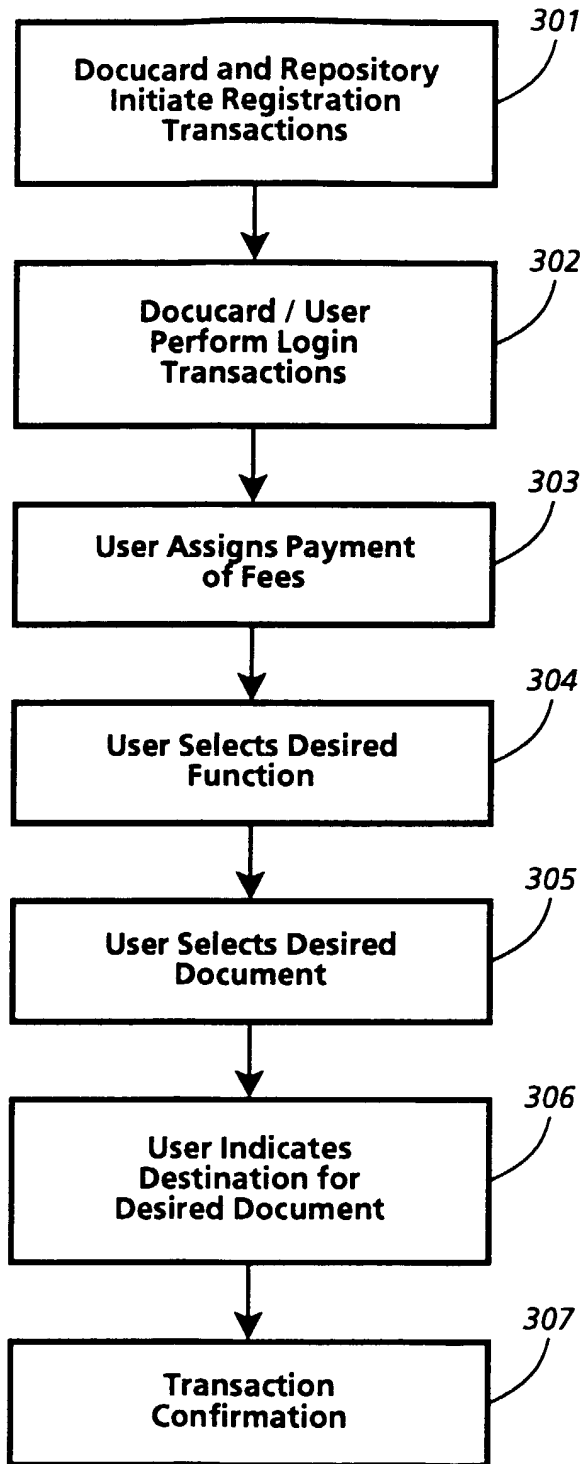 301
Docucard and Repository
Initiate Registration
Transactions
302
Docucard / User
Perform Login
Transactions
303
User Assigns Payment
of Fees
304
User Selects Desired
Function
305
User Selects Desired
Document
306
User Indicates
Destination for
Desired Document
307
Transaction
Confirmation